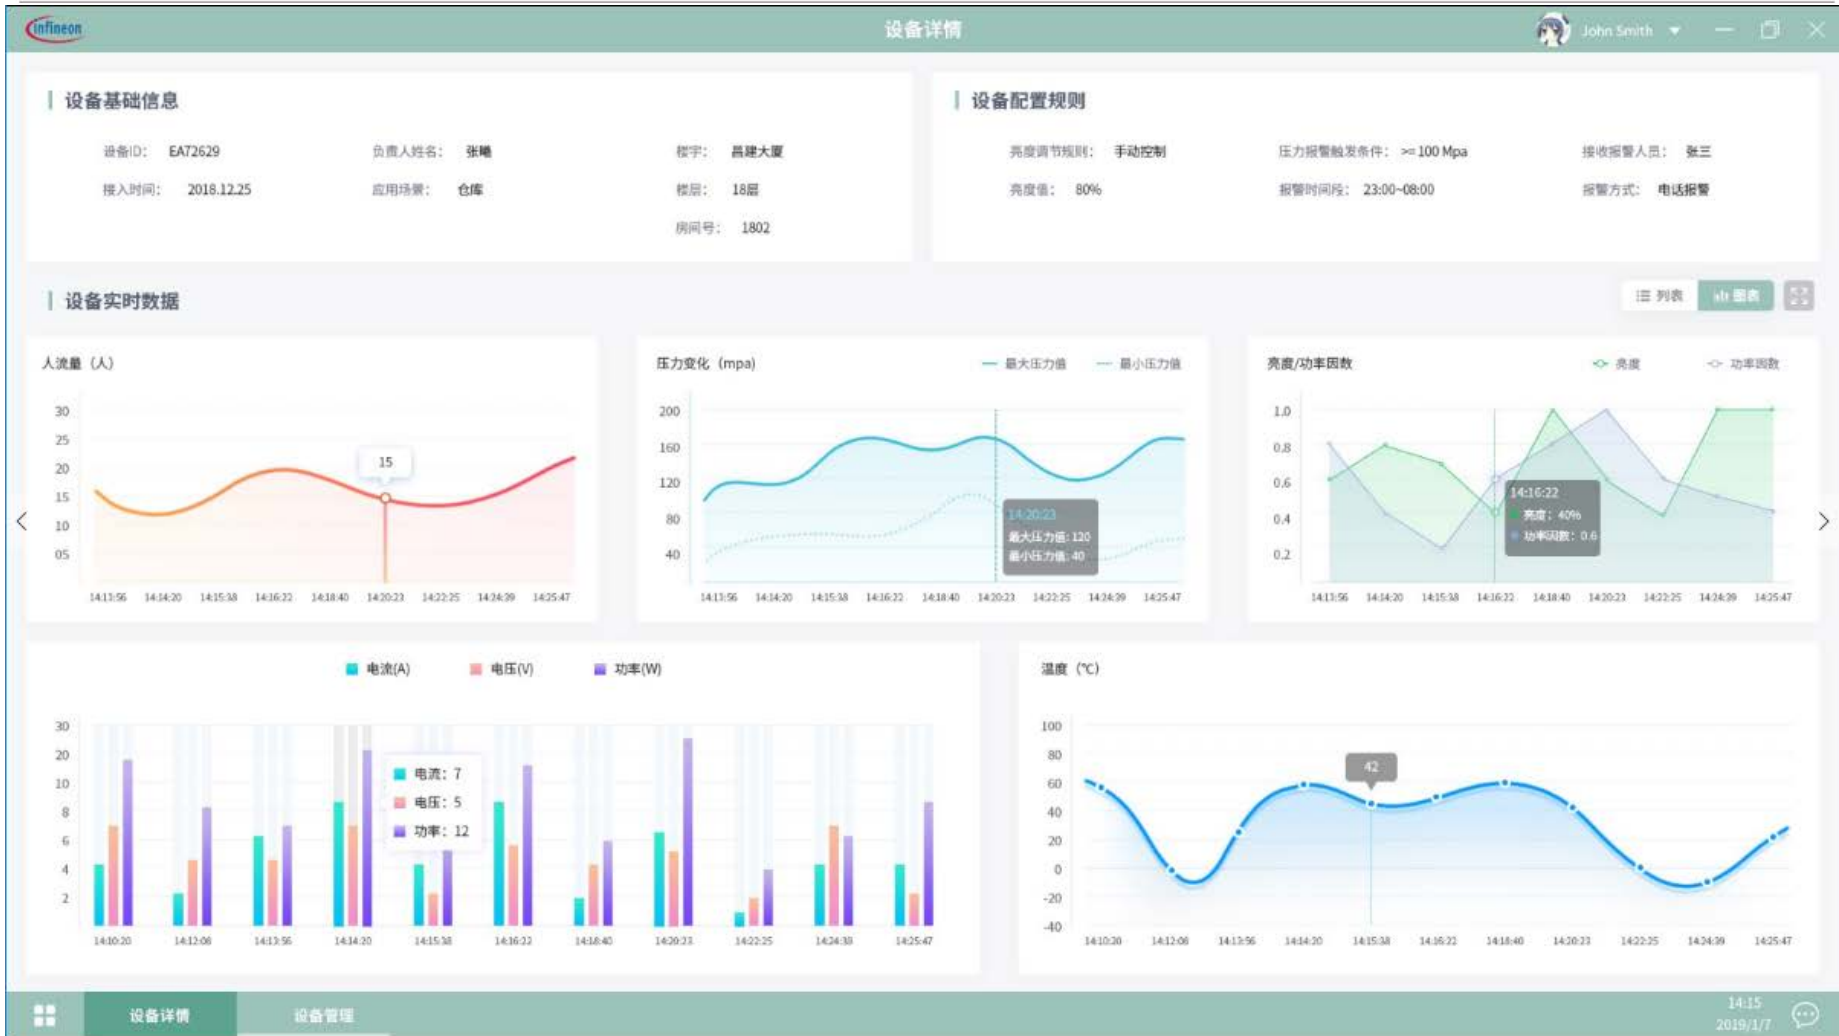 infineon
设备详情
John Smith
设备基础信息
设备ID： EA72629
负责人姓名： 张曦
楼宇： 昌建大厦
接入时间： 2018.12.25
应用场景： 仓库
楼层： 18层
房间号： 1802
设备配置规则
亮度调节规则： 手动控制
压力报警触发条件： >=100 Mpa
接收报警人员： 张三
亮度值： 80%
报警时间段： 23:00~08:00
报警方式： 电话报警
设备实时数据
列表
图表
人流量（人）
30
25
20
15
10
05
15
14:13:56 14:14:20 14:15:38 14:16:22 14:18:40 14:20:23 14:22:25 14:24:39 14:25:47
压力变化（mpa)
最大压力值
最小压力值
200
160
120
80
40
14:20:23
最大压力值: 120
最小压力值: 40
14:13:56 14:14:20 14:15:38 14:16:22 14:18:40 14:20:23 14:22:25 14:24:39 14:25:47
亮度/功率因数
亮度
功率因数
1.0
0.8
0.6
0.4
0.2
14:16:22
亮度：40%
功率因数：0.6
14:13:56 14:14:20 14:15:38 14:16:22 14:18:40 14:20:23 14:22:25 14:24:39 14:25:47
电流(A)
电压(V)
功率(W)
30
20
10
8
6
4
2
电流：7
电压：5
功率：12
14:10:20 14:12:08 14:13:56 14:14:20 14:15:38 14:16:22 14:18:40 14:20:23 14:22:25 14:24:39 14:25:47
温度（℃）
100
80
60
40
20
0
-20
-40
42
14:10:20 14:12:08 14:13:56 14:14:20 14:15:38 14:16:22 14:18:40 14:20:23 14:22:25 14:24:39 14:25:47
设备详情
设备管理
14:15
2019/1/7